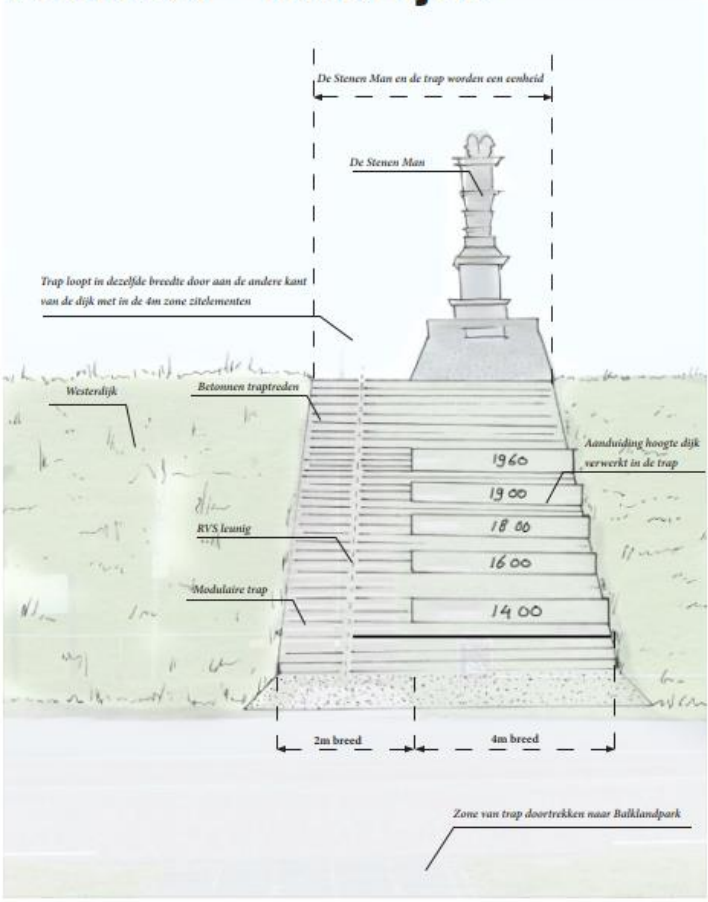 De Stenen Man en de trap worden een eenheid
De Stenen Man
Trap loopt in dezelfde breedte door aan de andere kant
van de dijk met in de 4m zone zitelementen
Westerdijk
Betonnen traptreden
Aanduiding hoogte dijk
verwerkt in de trap
1960
1900
1800
RVS leunig
1600
Modulaire trap
1400
2m breed
4m breed
Zone van trap doortrekken naar Balklandpark